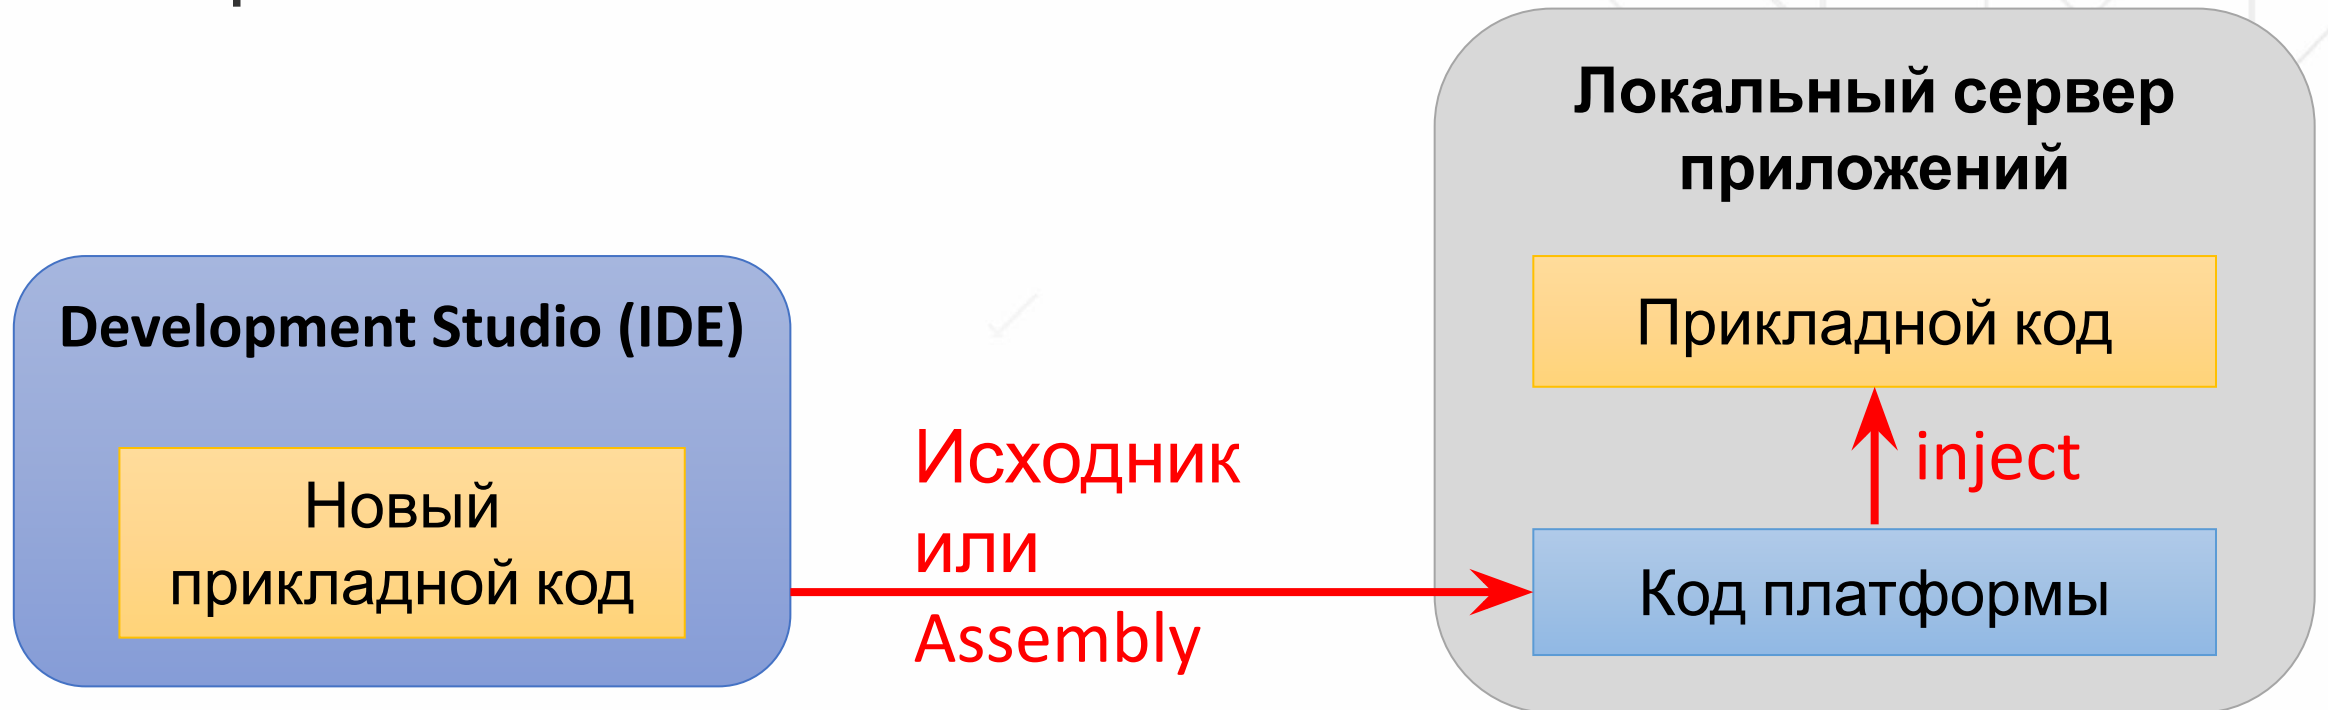 Локальный сервер
приложений
Development Studio (IDE)
Прикладной код
Исходник
или
Assembly
inject
Новый
прикладной код
Код платформы